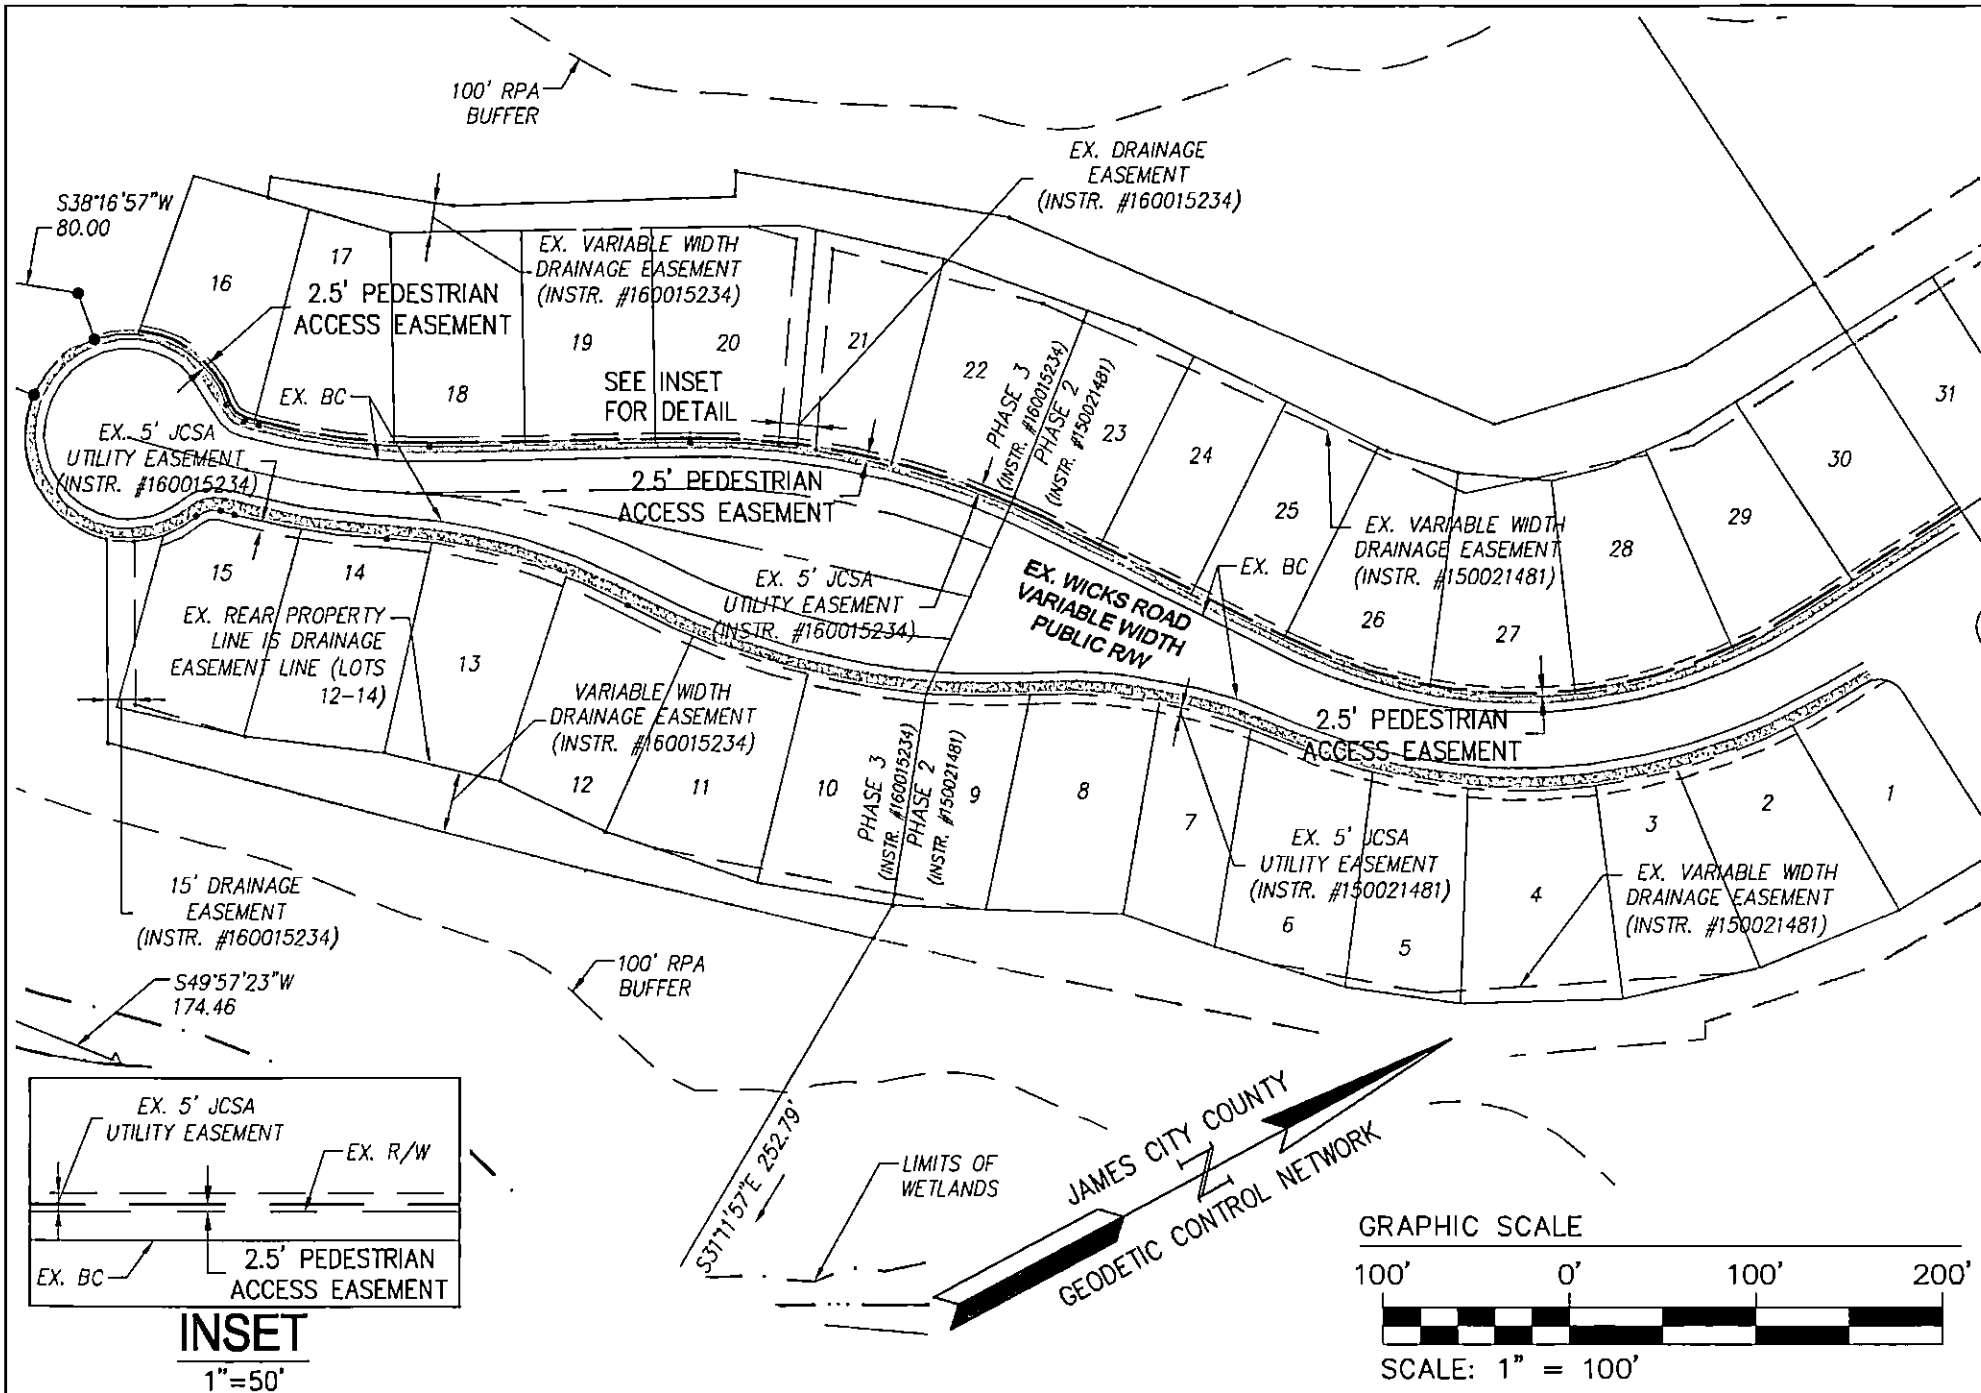 100' RPA
BUFFER
EX. DRAINAGE
EASEMENT
(INSTR. #160015234)
S38°16'57"W
80.00
16
17
EX. VARIABLE WIDTH
DRAINAGE EASEMENT
(INSTR. #160015234)
2.5' PEDESTRIAN
ACCESS EASEMENT
18
19
20
21
22
SEE INSET
FOR DETAIL
EX. BC
PHASE 3
(INSTR. #160015234)
PHASE 2
(INSTR. #150021481)
23
24
25
26
27
28
29
30
31
EX. 5' JCSA
UTILITY EASEMENT
(INSTR. #160015234)
2.5' PEDESTRIAN
ACCESS EASEMENT
EX. VARIABLE WIDTH
DRAINAGE EASEMENT
(INSTR. #150021481)
EX. BC
EX. WICKS ROAD
VARIABLE WIDTH
PUBLIC R/W
EX. 5' JCSA
UTILITY EASEMENT
(INSTR. #160015234)
15
14
13
EX. REAR PROPERTY
LINE IS DRAINAGE
EASEMENT LINE (LOTS
12-14)
VARIABLE WIDTH
DRAINAGE EASEMENT
(INSTR. #160015234)
2.5' PEDESTRIAN
ACCESS EASEMENT
12
11
10
PHASE 3
(INSTR. #160015234)
PHASE 2
(INSTR. #150021481)
9
8
7
6
5
4
3
2
1
EX. 5' JCSA
UTILITY EASEMENT
(INSTR. #150021481)
EX. VARIABLE WIDTH
DRAINAGE EASEMENT
(INSTR. #150021481)
15' DRAINAGE
EASEMENT
(INSTR. #160015234)
S49°57'23"W
174.46
100' RPA
BUFFER
S31°11'57"E 252.79'
LIMITS OF
WETLANDS
JAMES CITY COUNTY
GEODETIC CONTROL NETWORK
EX. 5' JCSA
UTILITY EASEMENT
EX. R/W
EX. BC
2.5' PEDESTRIAN
ACCESS EASEMENT
INSET
1"=50'
GRAPHIC SCALE
100' 0' 100' 200'
SCALE: 1" = 100'